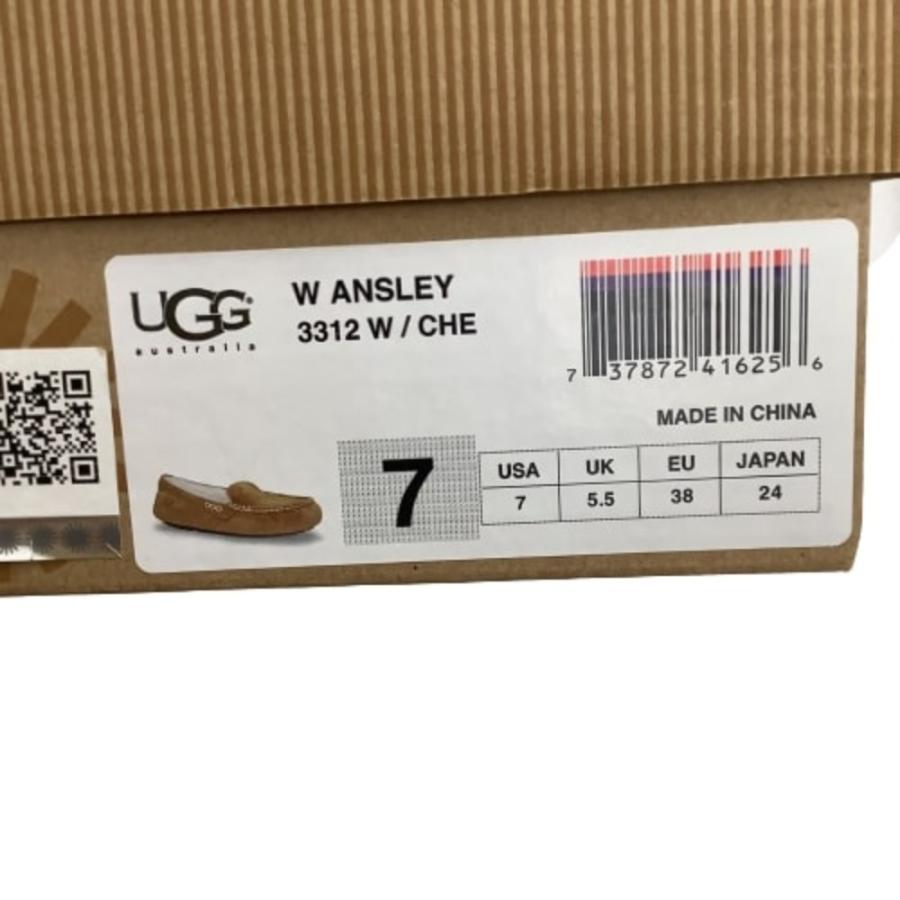 UGG®
australia
W ANSLEY
3312 W / CHE
7 37872 41625 6
MADE IN CHINA
7
USA UK EU JAPAN
7 5.5 38 24